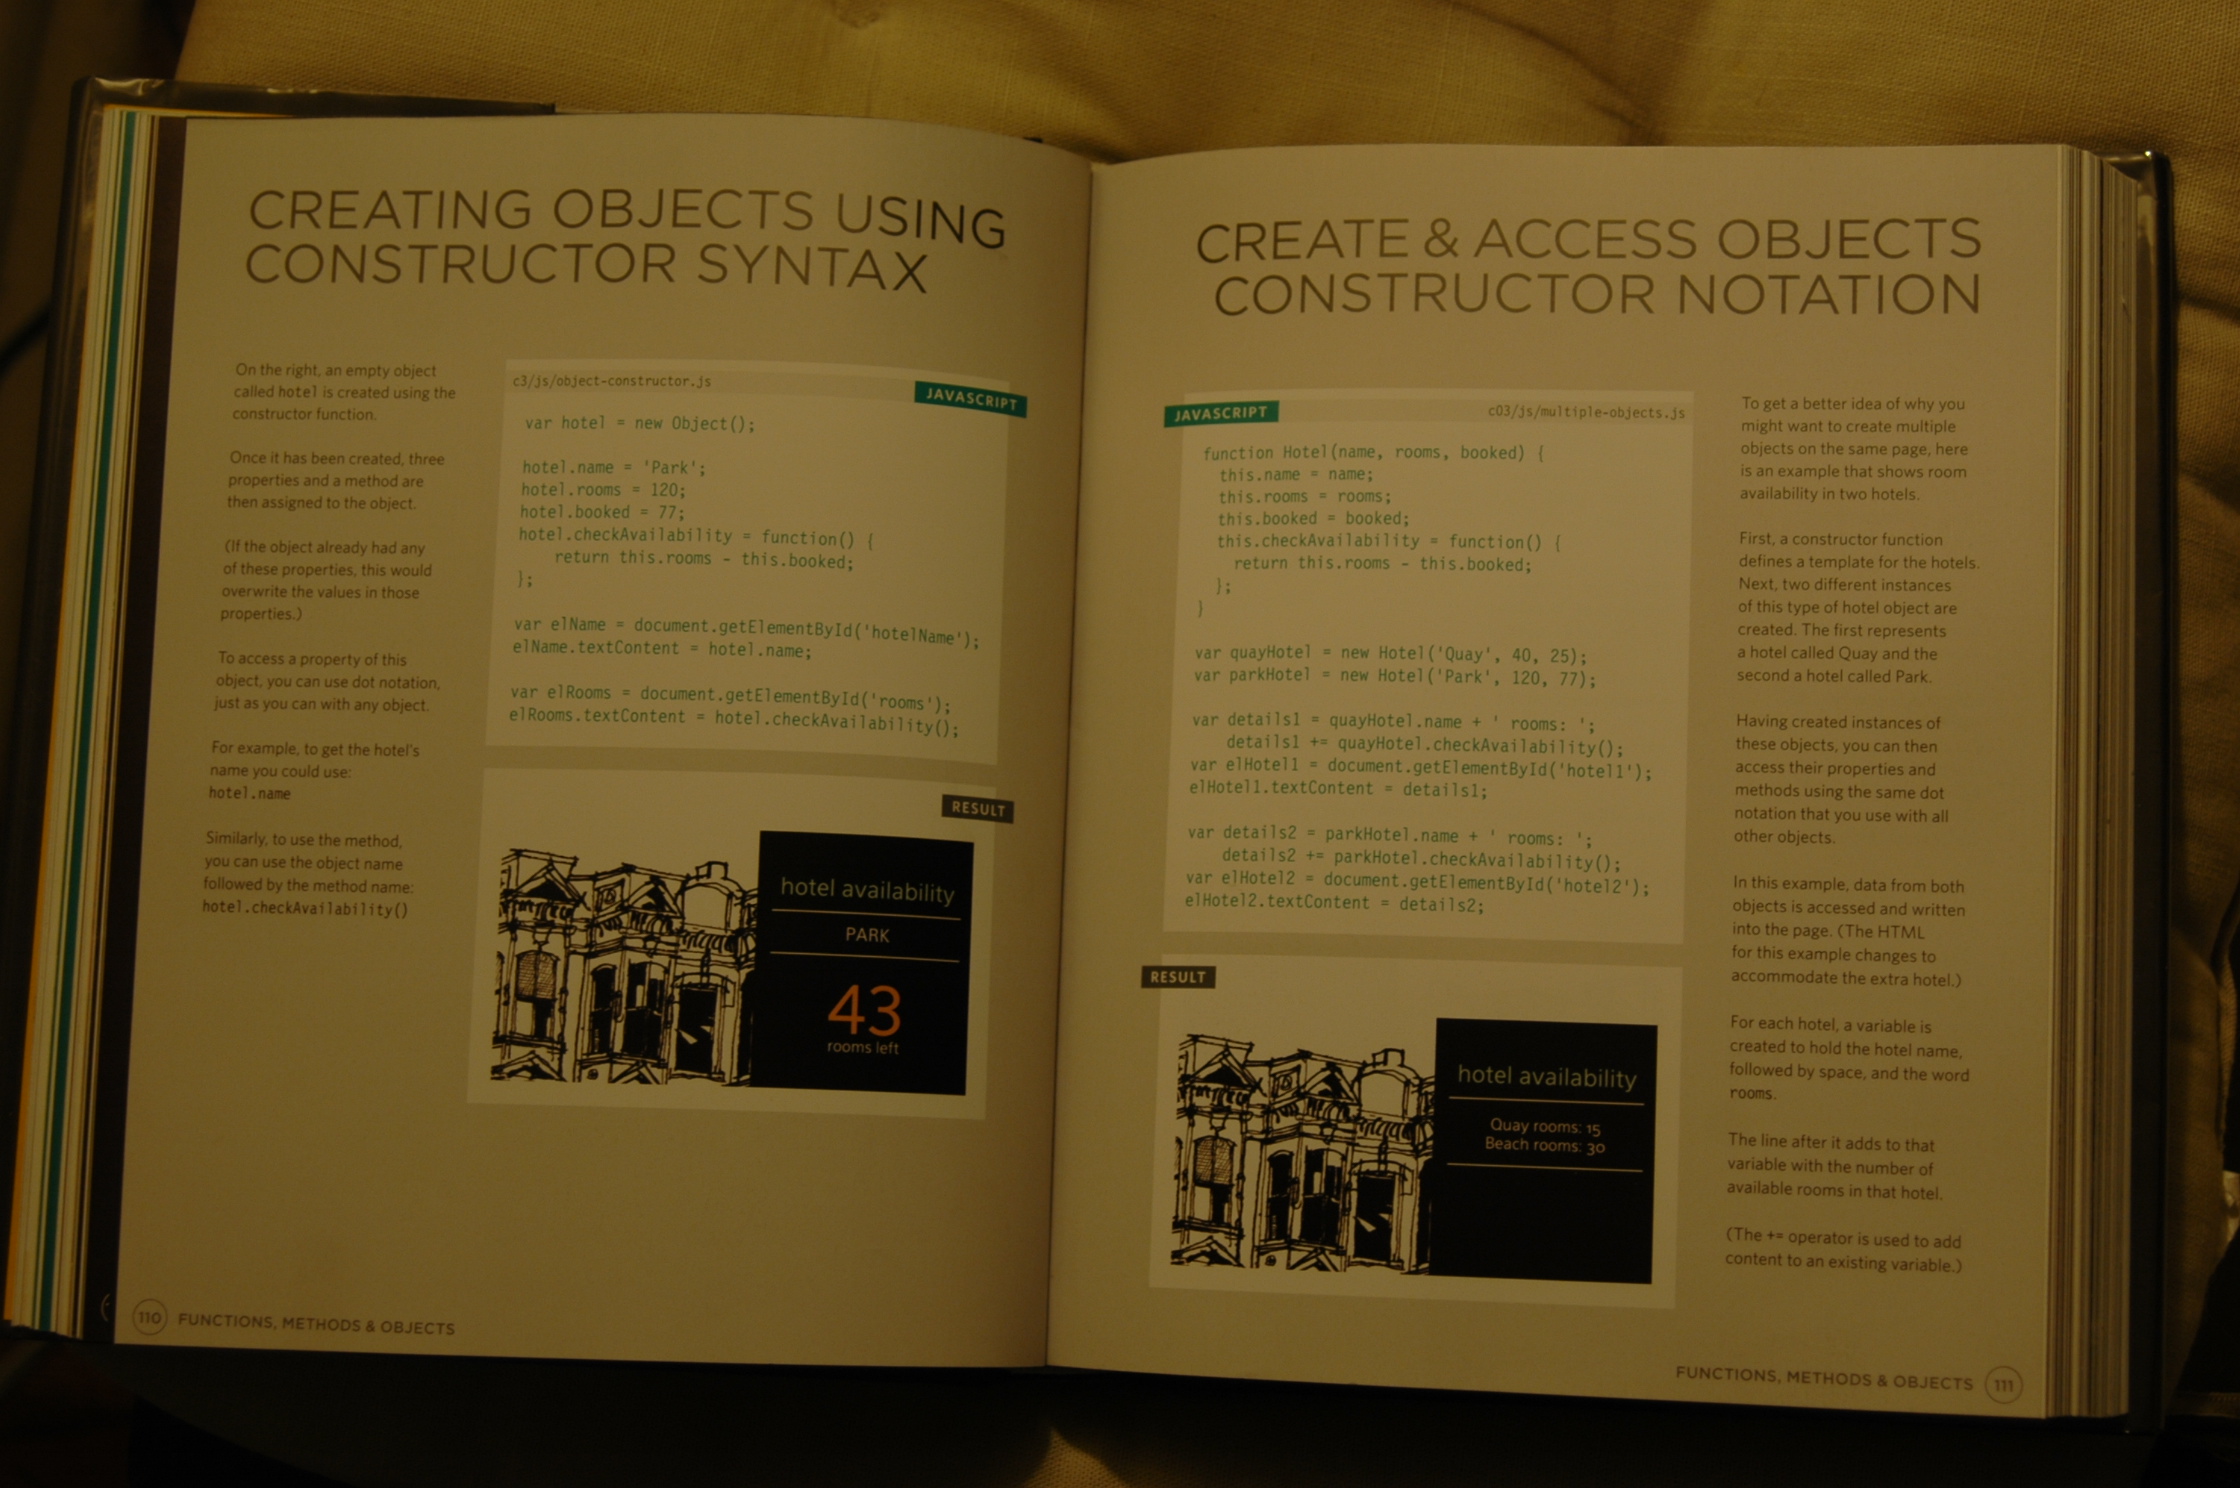 CREATING OBJECTS USING
CONSTRUCTOR SYNTAX
On the right, an empty object
called hotel is created using the
constructor function.
Once it has been created, three
properties and a method are
then assigned to the object.
(If the object already had any
of these properties, this would
overwrite the values in those
properties.)
To access a property of this
object, you can use dot notation,
just as you can with any object.
For example, to get the hotel's
name you could use:
hotel.name
Similarly, to use the method,
you can use the object name
followed by the method name:
hotel.checkAvailability()
c3/js/object-constructor.js
JAVASCRIPT
var hotel = new Object();
hotel.name = 'Park';
hotel.rooms = 120;
hotel.booked = 77;
hotel.checkAvailability = function() {
return this.rooms - this.booked;
};
var elName = document.getElementById('hotelName');
elName.textContent = hotel.name;
var elRooms = document.getElementById('rooms');
elRooms.textContent = hotel.checkAvailability();
RESULT
hotel availability
PARK
43
rooms left
110 FUNCTIONS, METHODS & OBJECTS
CREATE & ACCESS OBJECTS
CONSTRUCTOR NOTATION
JAVASCRIPT
c03/js/multiple-objects.js
function Hotel(name, rooms, booked) {
this.name = name;
this.rooms = rooms;
this.booked = booked;
this.checkAvailability = function() {
return this.rooms - this.booked;
};
}
var quayHotel = new Hotel('Quay', 40, 25);
var parkHotel = new Hotel('Park', 120, 77);
var details1 = quayHotel.name + ' rooms: ';
details1 += quayHotel.checkAvailability();
var elHotel1 = document.getElementById('hotel1');
elHotel1.textContent = details1;
var details2 = parkHotel.name + ' rooms: ';
details2 += parkHotel.checkAvailability();
var elHotel2 = document.getElementById('hotel2');
elHotel2.textContent = details2;
RESULT
hotel availability
Quay rooms: 15
Beach rooms: 30
To get a better idea of why you
might want to create multiple
objects on the same page, here
is an example that shows room
availability in two hotels.
First, a constructor function
defines a template for the hotels.
Next, two different instances
of this type of hotel object are
created. The first represents
a hotel called Quay and the
second a hotel called Park.
Having created instances of
these objects, you can then
access their properties and
methods using the same dot
notation that you use with all
other objects.
In this example, data from both
objects is accessed and written
into the page. (The HTML
for this example changes to
accommodate the extra hotel.)
For each hotel, a variable is
created to hold the hotel name,
followed by space, and the word
rooms.
The line after it adds to that
variable with the number of
available rooms in that hotel.
(The += operator is used to add
content to an existing variable.)
FUNCTIONS, METHODS & OBJECTS 111